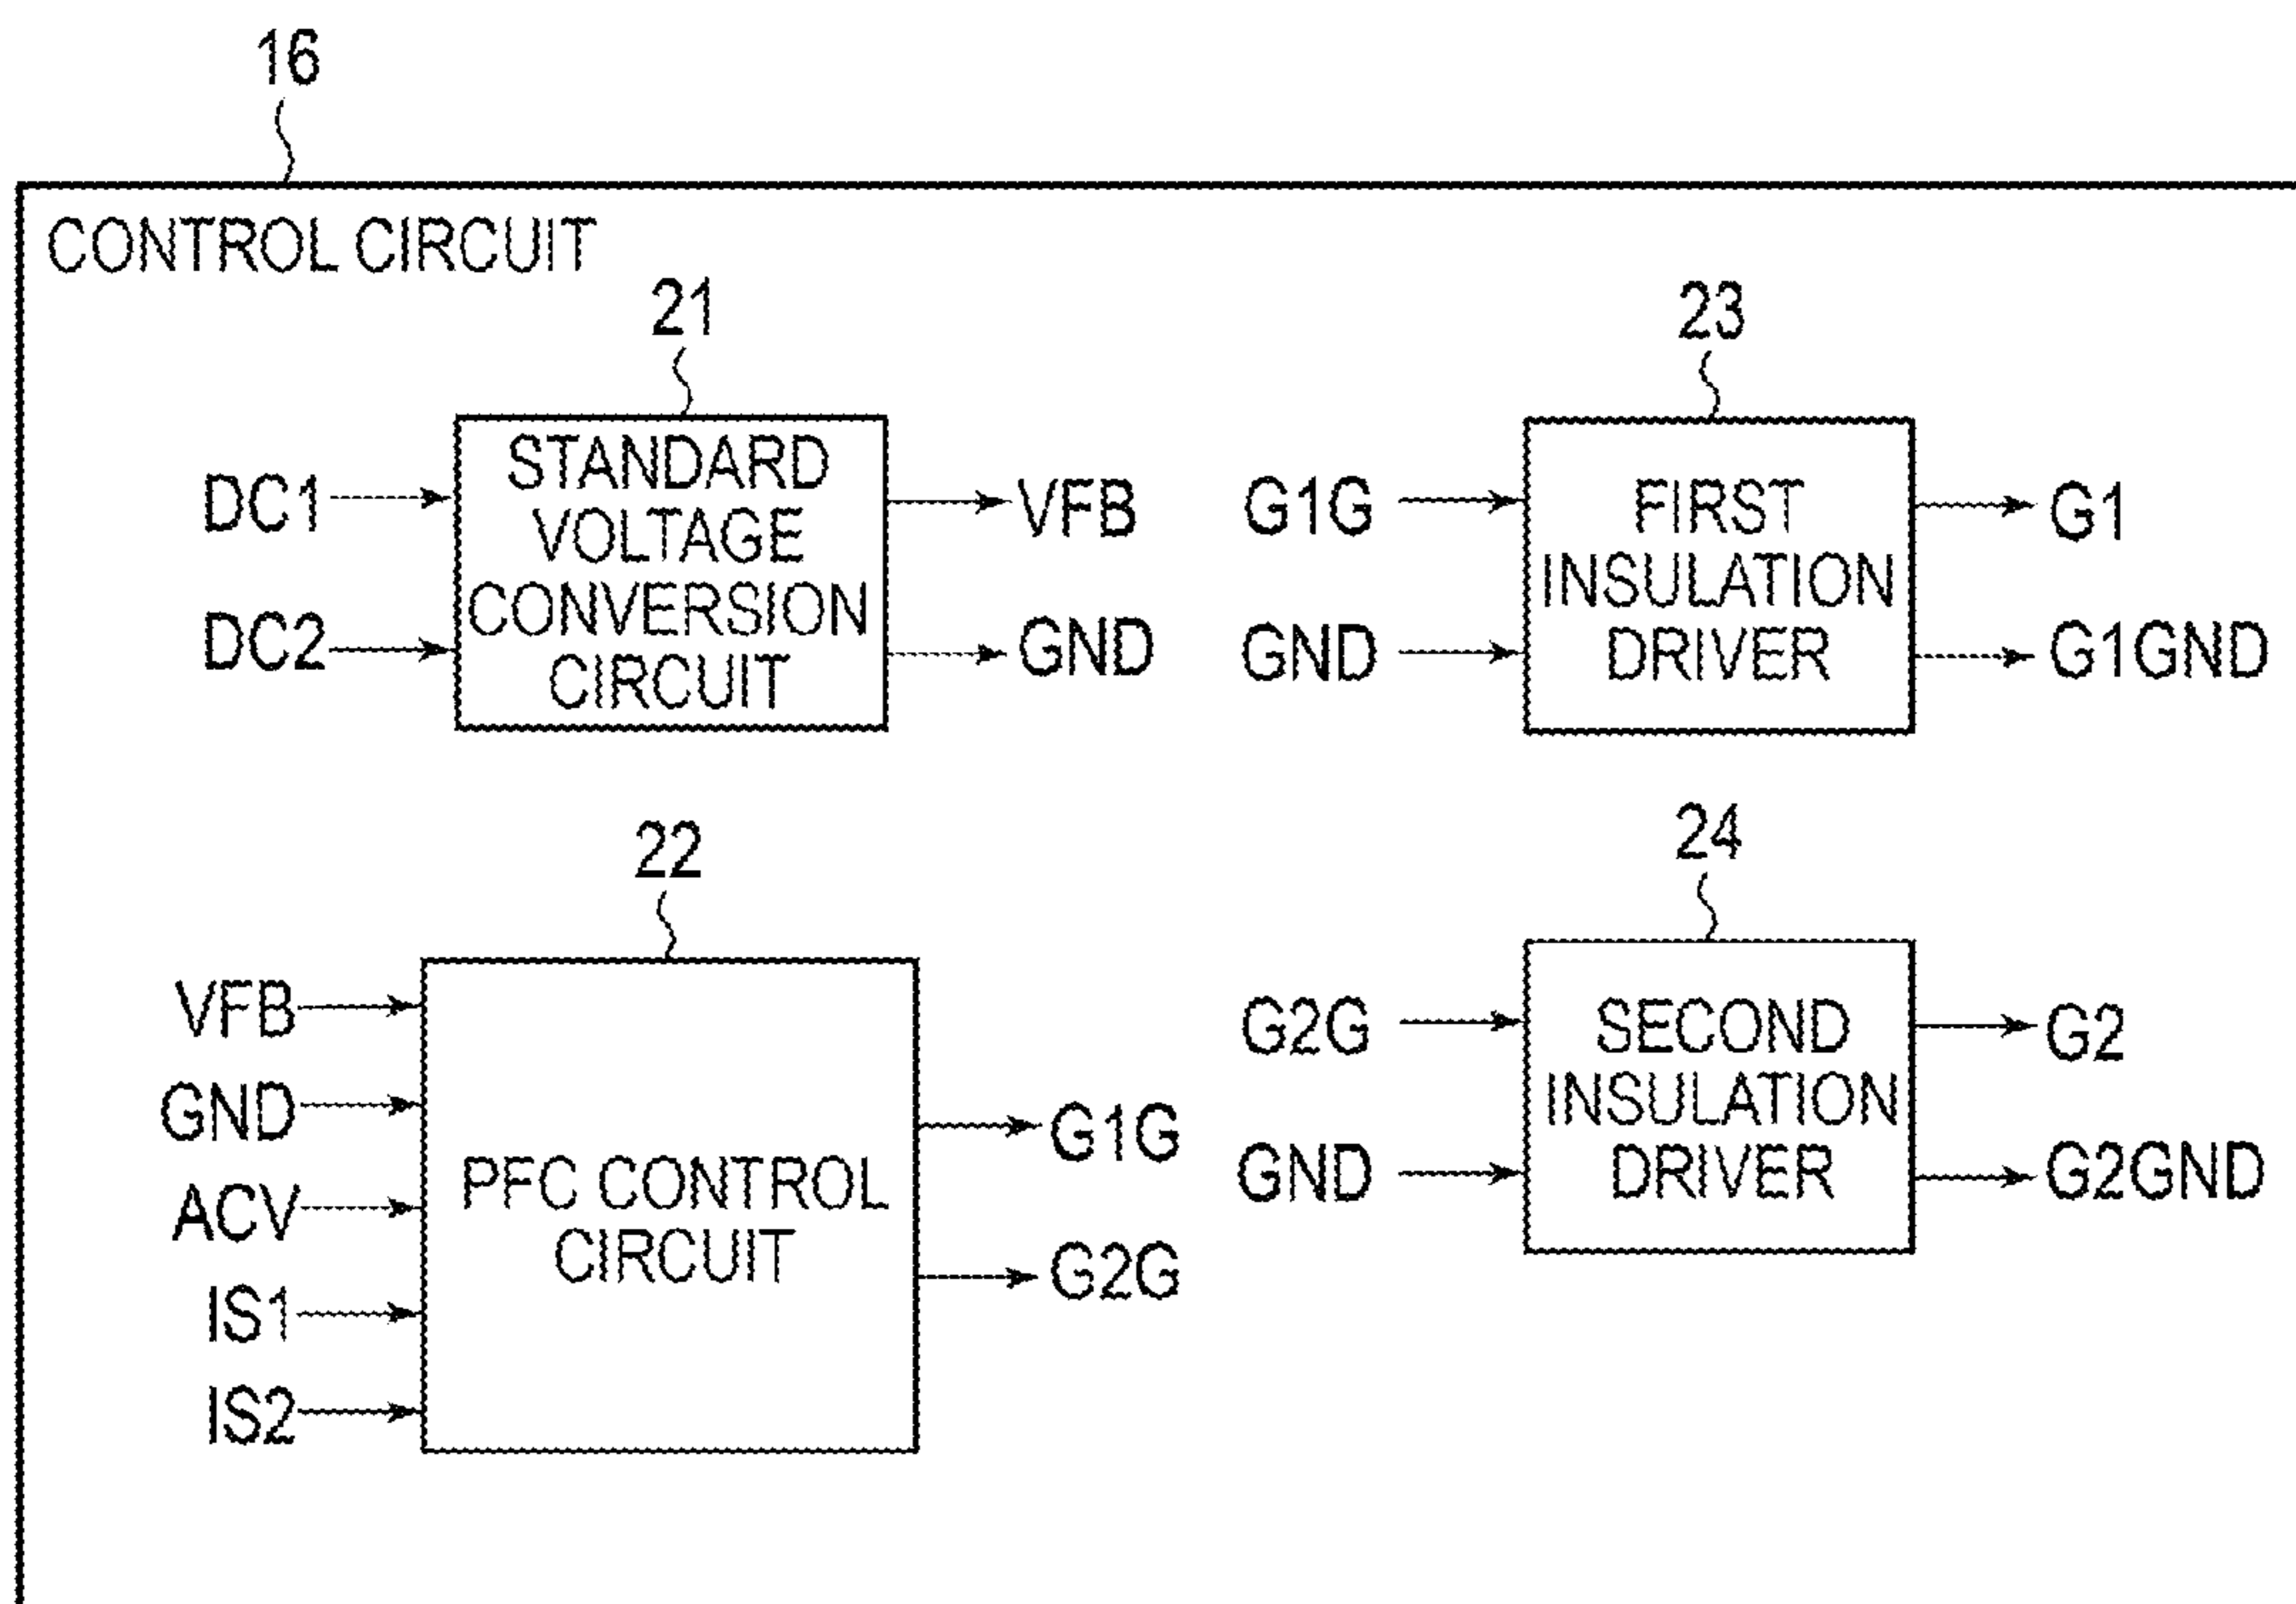 16
CONTROL CIRCUIT
21
DC1
DC2
STANDARD
VOLTAGE
CONVERSION
CIRCUIT
VFB
GND
23
G1G
GND
FIRST
INSULATION
DRIVER
G1
G1GND
22
VFB
GND
ACV
IS1
IS2
PFC CONTROL
CIRCUIT
G1G
G2G
24
G2G
GND
SECOND
INSULATION
DRIVER
G2
G2GND